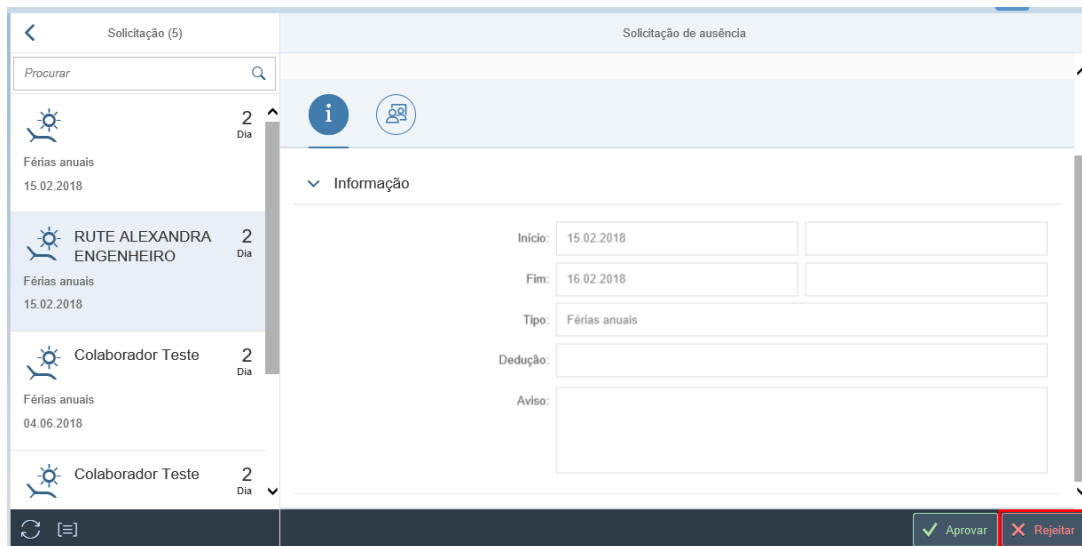 Solicitação (5)
Solicitação de ausência
Procurar
2
Dia
Férias anuais
15.02.2018
RUTE ALEXANDRA
ENGENHEIRO
2
Dia
Férias anuais
15.02.2018
Colaborador Teste
2
Dia
Férias anuais
04.06.2018
Colaborador Teste
2
Dia
i
Informação
Início: 15.02.2018
Fim: 16.02.2018
Tipo: Férias anuais
Dedução:
Aviso:
Aprovar
Rejeitar